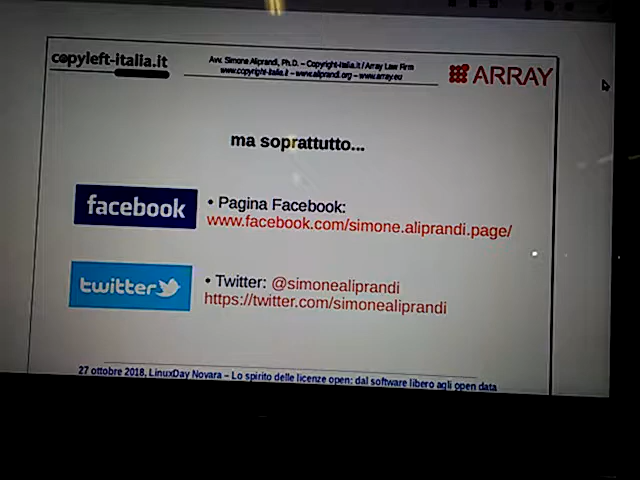 copyleft-italia.it
Avv. Simone Aliprandi, Ph.D. – Copyright-Italia.it / Array Law Firm
www.copyright-italia.it – www.aliprandi.org – www.array.eu
ARRAY
ma soprattutto...
facebook
• Pagina Facebook:
www.facebook.com/simone.aliprandi.page/
twitter
• Twitter: @simonealiprandi
https://twitter.com/simonealiprandi
27 ottobre 2018, LinuxDay Novara – Lo spirito delle licenze open: dal software libero agli open data